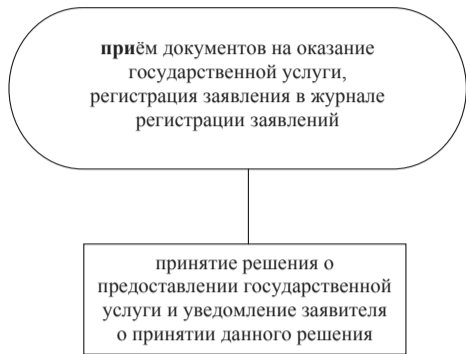 приём документов на оказание
государственной услуги,
регистрация заявления в журнале
регистрации заявлений
принятие решения о
предоставлении государственной
услуги и уведомление заявителя
о принятии данного решения